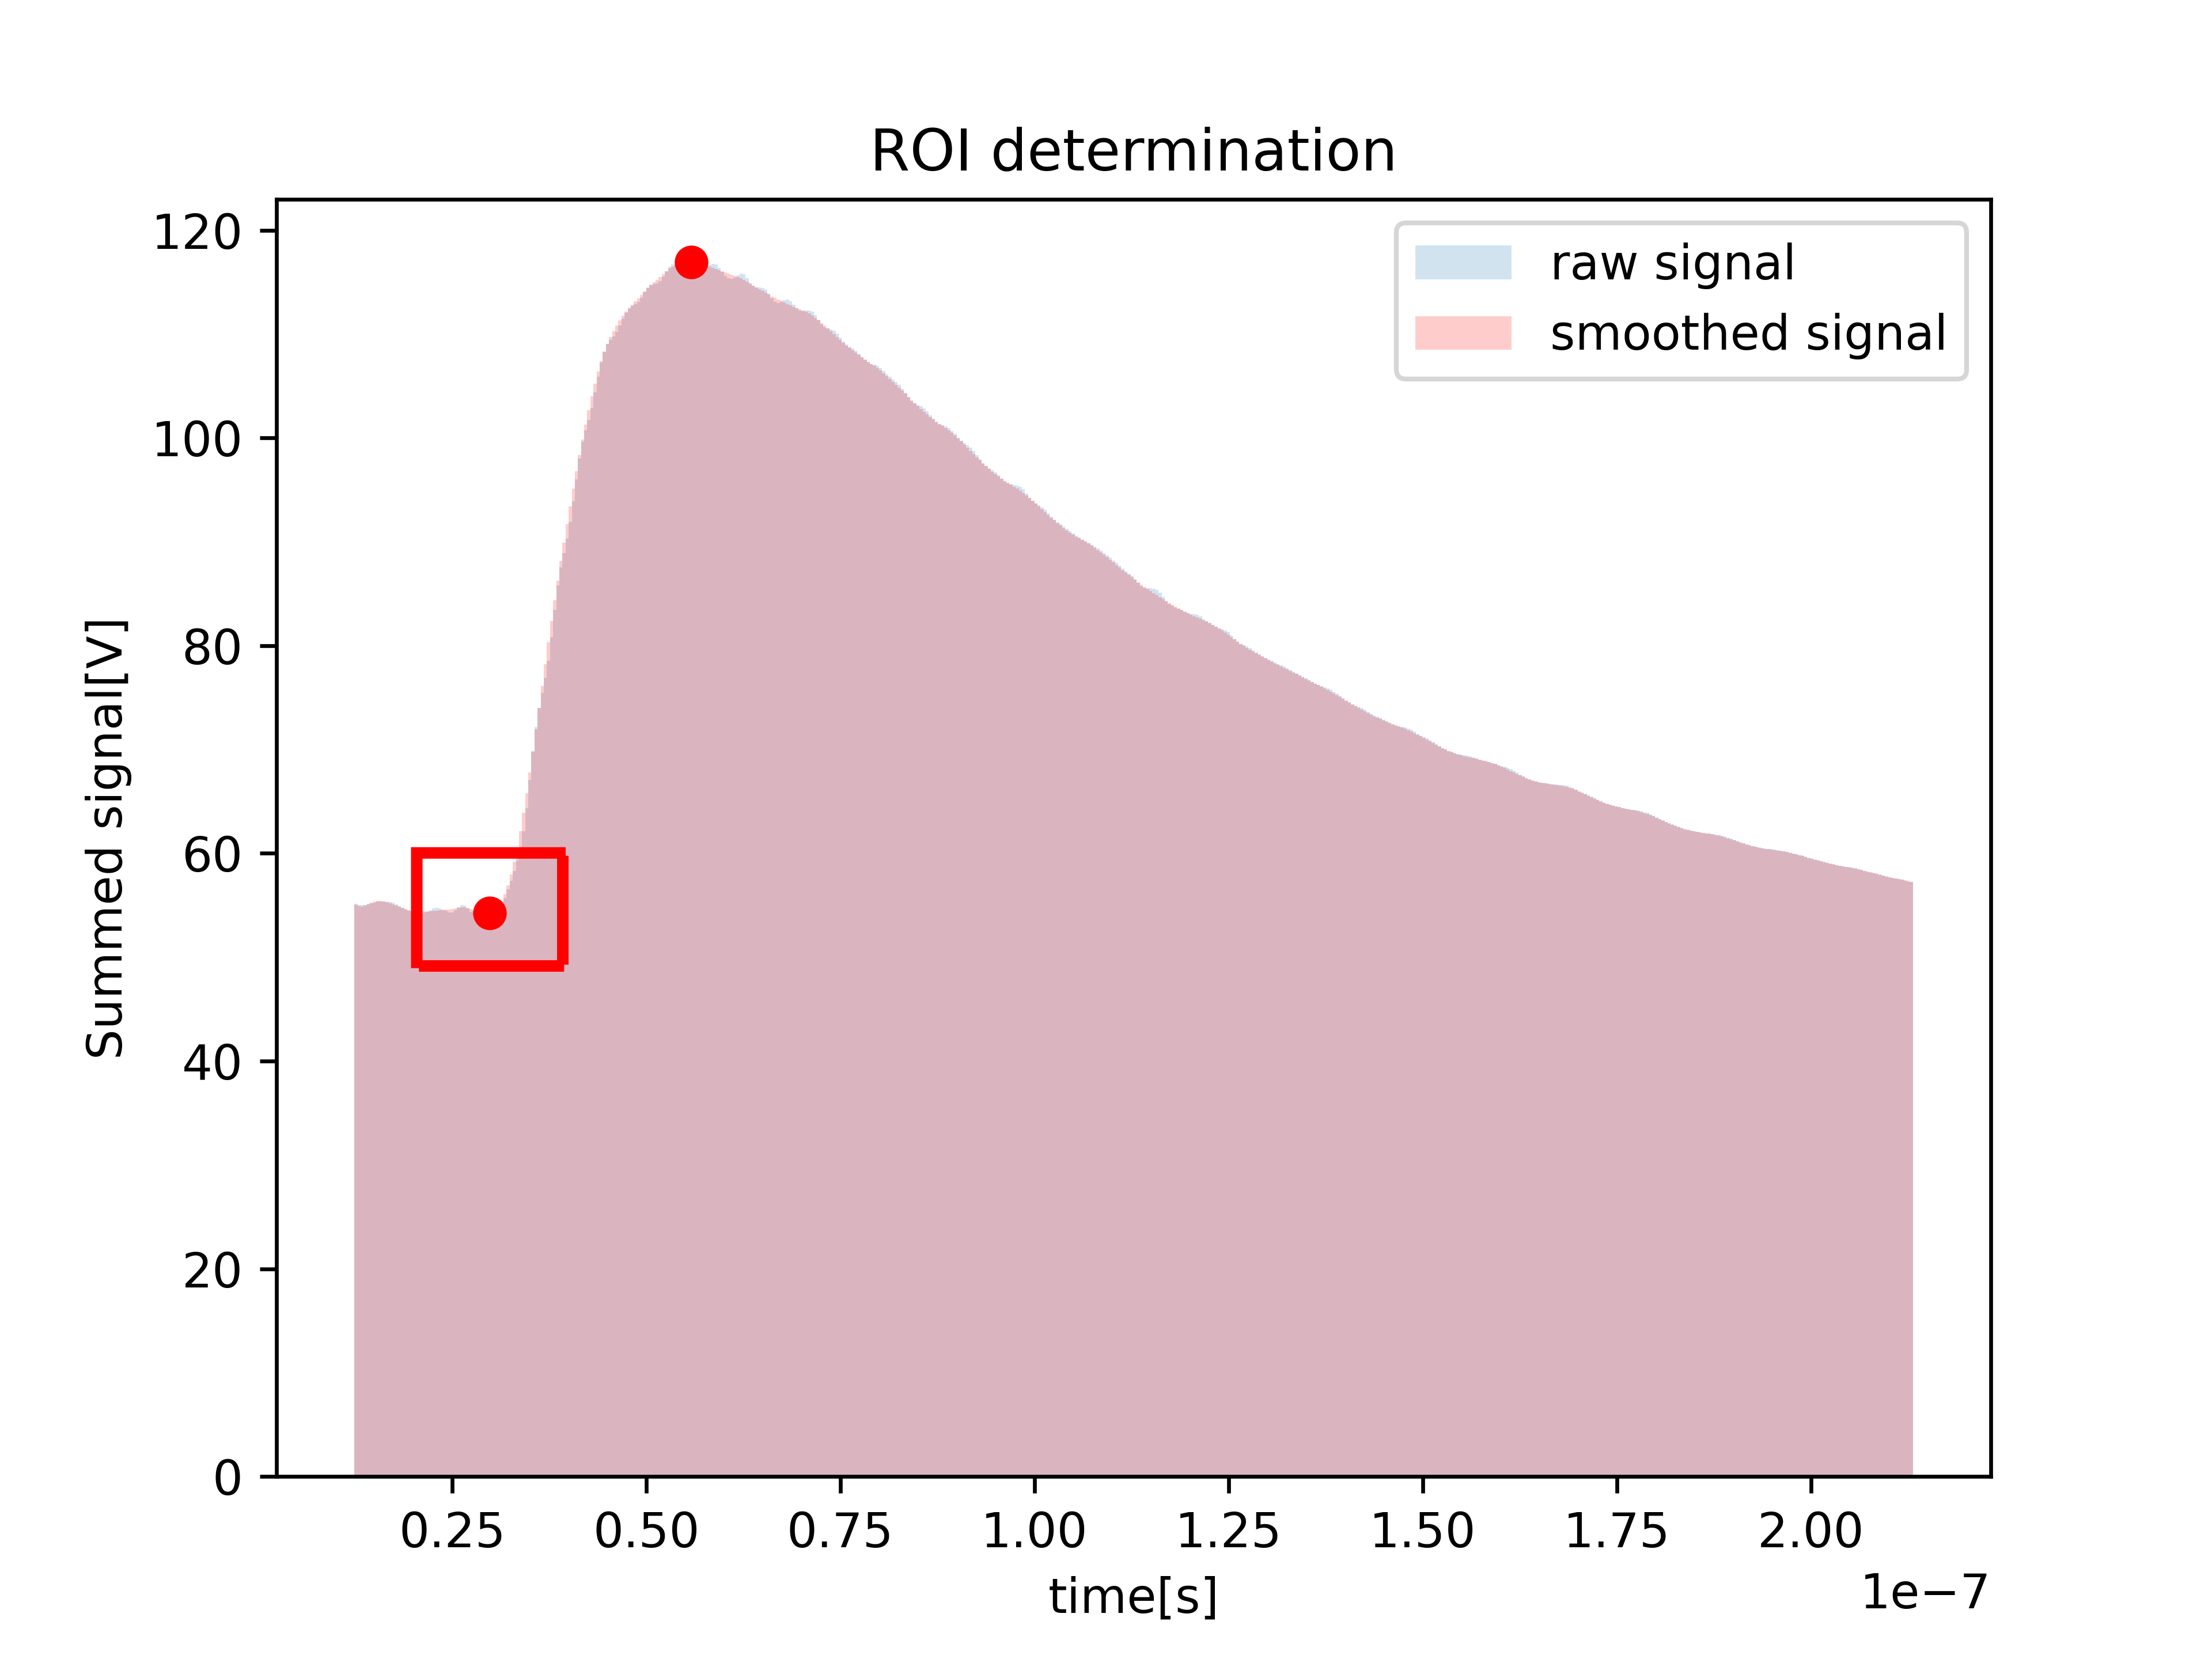 ROI determination
raw signal
smoothed signal
Summed signal[V]
120
100
80
60
40
20
0
0.25 0.50 0.75 1.00 1.25 1.50 1.75 2.00
1e−7
time[s]